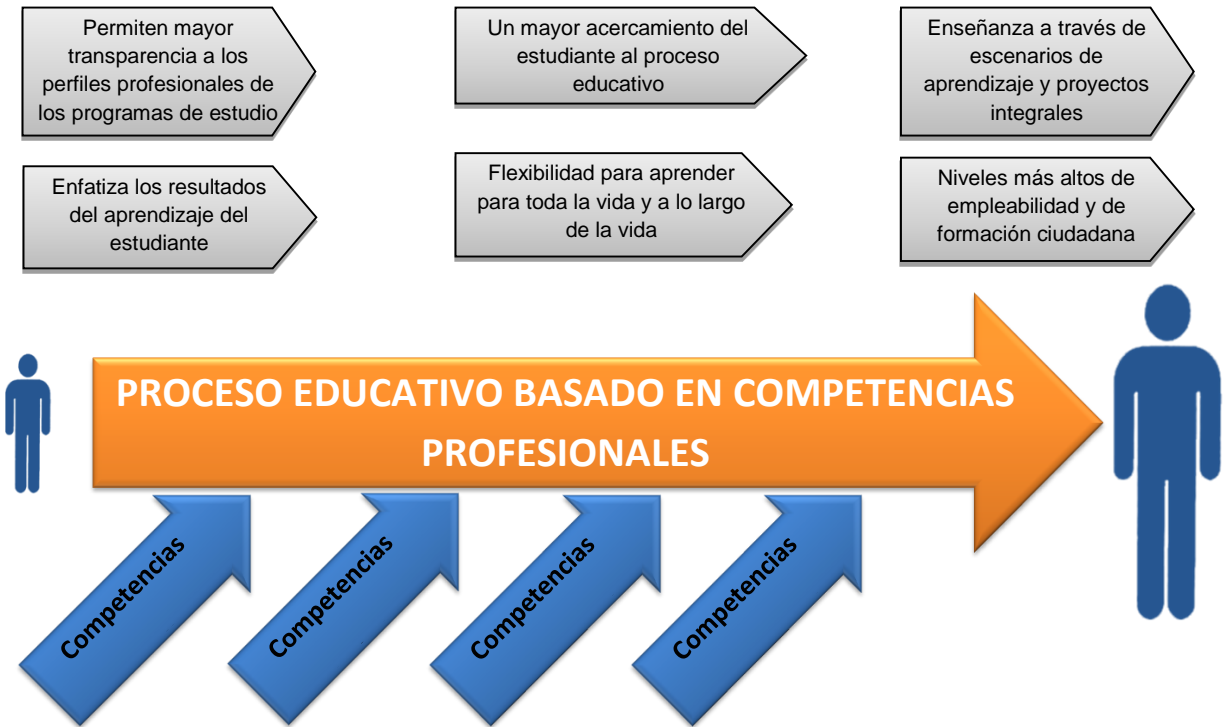 Permiten mayor
transparencia a los
perfiles profesionales de
los programas de estudio
Un mayor acercamiento del
estudiante al proceso
educativo
Enseñanza a través de
escenarios de
aprendizaje y proyectos
integrales
Enfatiza los resultados
del aprendizaje del
estudiante
Flexibilidad para aprender
para toda la vida y a lo largo
de la vida
Niveles más altos de
empleabilidad y de
formación ciudadana
PROCESO EDUCATIVO BASADO EN COMPETENCIAS
PROFESIONALES
Competencias
Competencias
Competencias
Competencias